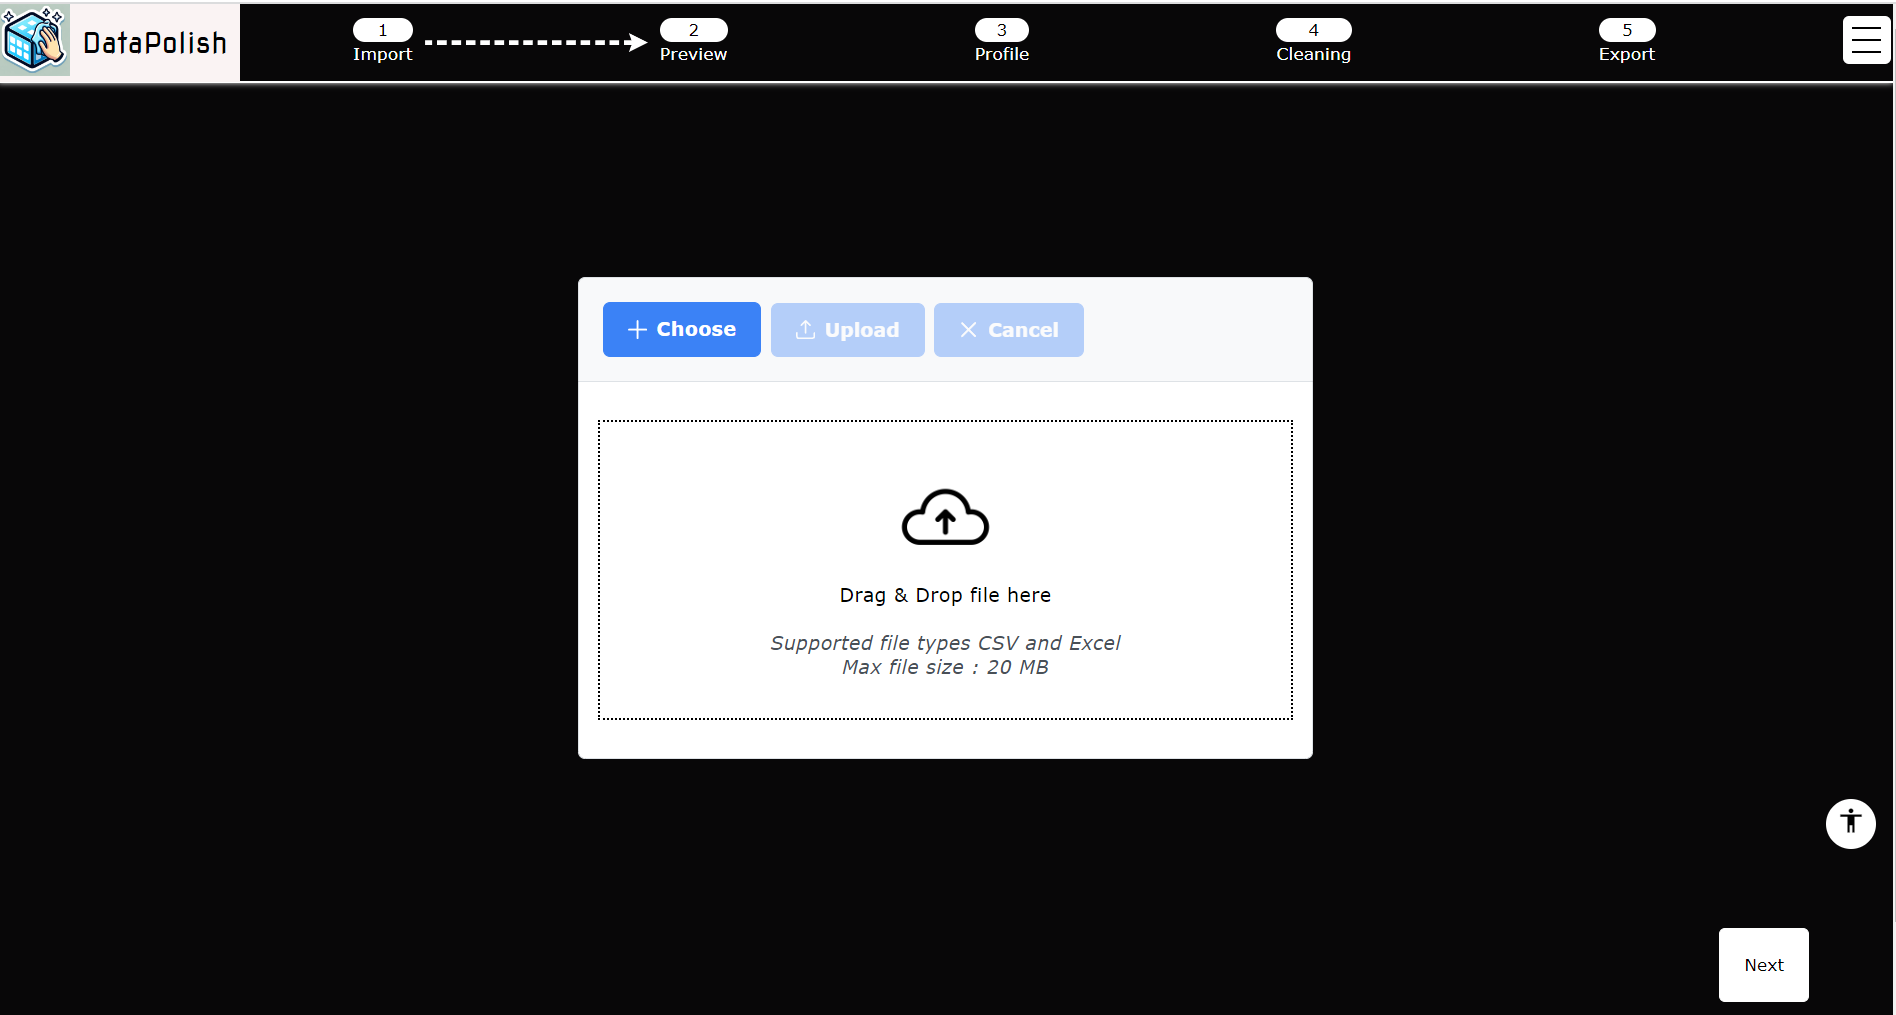 DataPolish
1
Import
2
Preview
3
Profile
4
Cleaning
5
Export
Choose
Upload
Cancel
Drag & Drop file here
Supported file types CSV and Excel
Max file size : 20 MB
Next